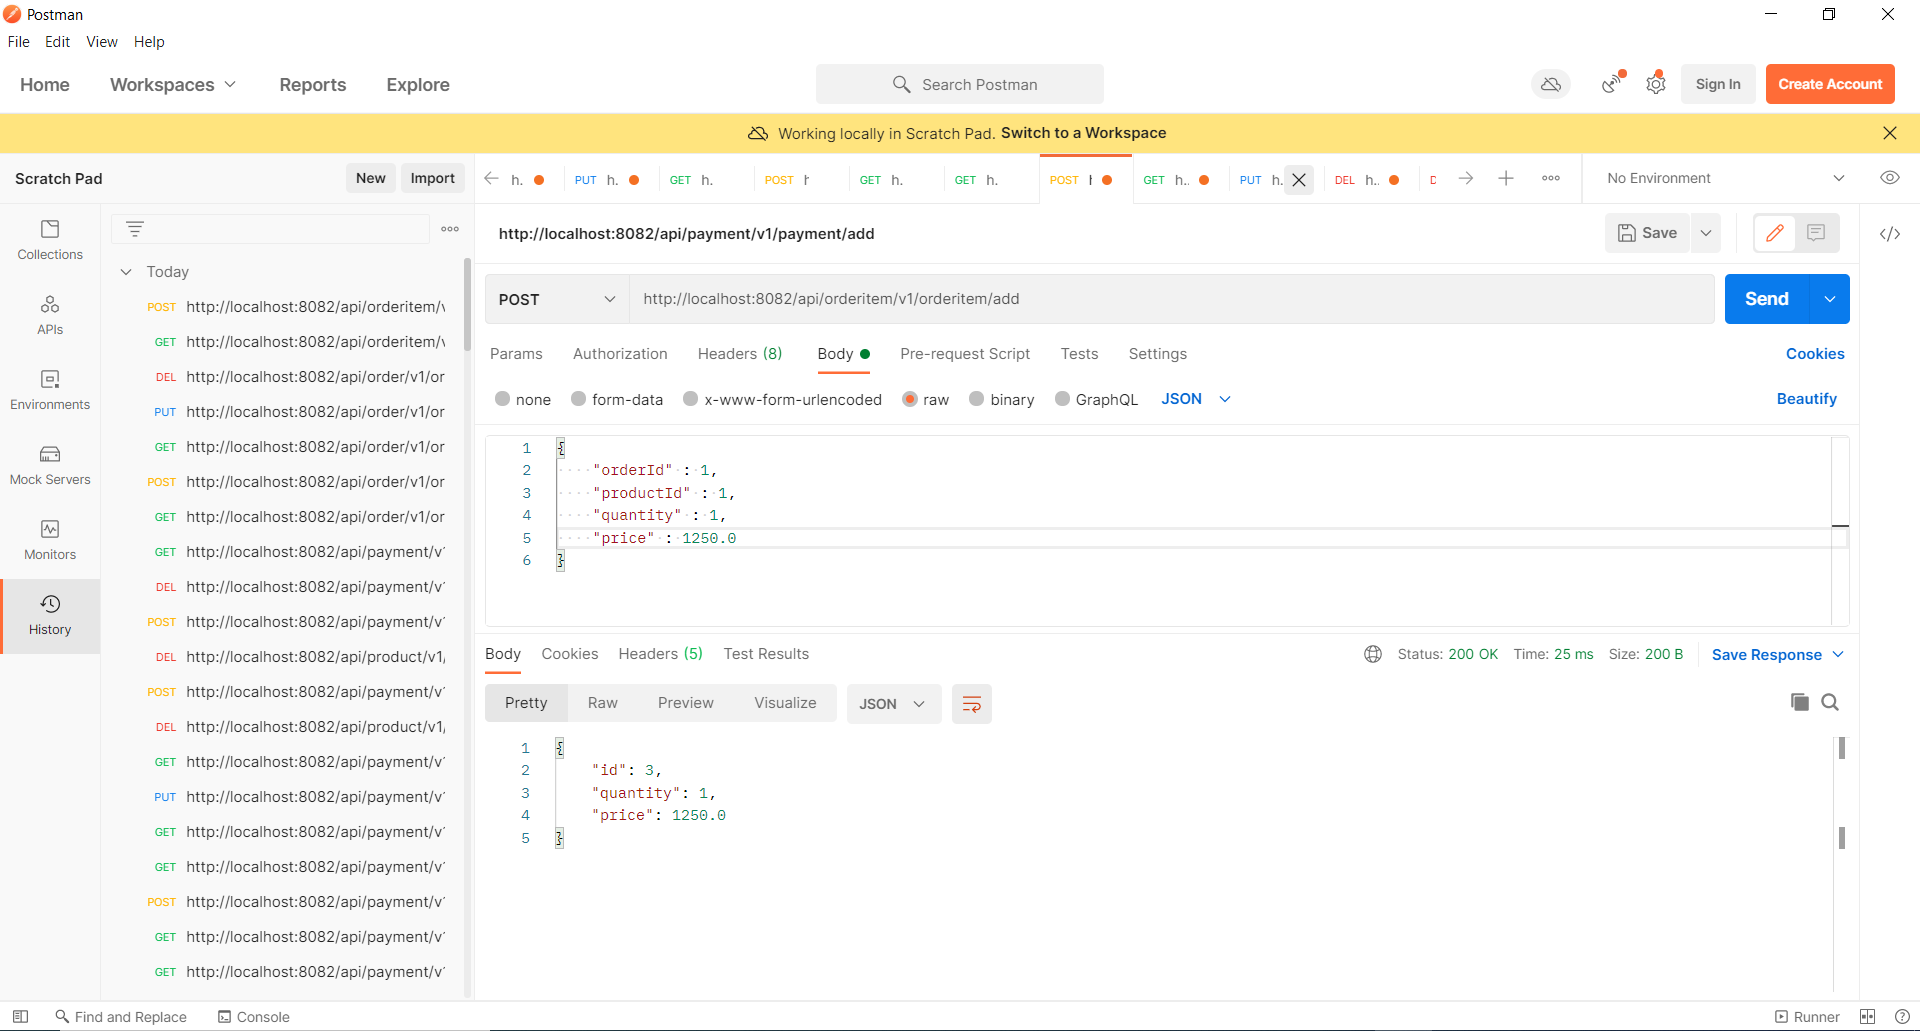 Postman
File Edit View Help
Home Workspaces Reports Explore
Search Postman
Sign In
Create Account
Working locally in Scratch Pad. Switch to a Workspace
Scratch Pad
New
Import
h.
PUT h.
GET h.
POST h
GET h.
GET h.
POST
GET h..
PUT h.
DEL h..
No Environment
Collections
APIs
Environments
Mock Servers
Monitors
History
Today
POST http://localhost:8082/api/orderitem/v
GET http://localhost:8082/api/orderitem/v
DEL http://localhost:8082/api/order/v1/or
PUT http://localhost:8082/api/order/v1/or
GET http://localhost:8082/api/order/v1/or
POST http://localhost:8082/api/order/v1/or
GET http://localhost:8082/api/order/v1/or
GET http://localhost:8082/api/payment/v1
DEL http://localhost:8082/api/payment/v1
POST http://localhost:8082/api/payment/v1
DEL http://localhost:8082/api/product/v1/
POST http://localhost:8082/api/payment/v1
DEL http://localhost:8082/api/product/v1/
GET http://localhost:8082/api/payment/v1
PUT http://localhost:8082/api/payment/v1
GET http://localhost:8082/api/payment/v1
GET http://localhost:8082/api/payment/v1
POST http://localhost:8082/api/payment/v1
GET http://localhost:8082/api/payment/v1
GET http://localhost:8082/api/payment/v1
http://localhost:8082/api/payment/v1/payment/add
Save
</>
POST http://localhost:8082/api/orderitem/v1/orderitem/add
Send
Params Authorization Headers (8) Body Pre-request Script Tests Settings
Cookies
none form-data x-www-form-urlencoded raw binary GraphQL JSON
Beautify
1 {
2 "orderId" : 1,
3 "productId" : 1,
4 "quantity" : 1,
5 "price" : 1250.0
6 }
Body Cookies Headers (5) Test Results
Status: 200 OK Time: 25 ms Size: 200 B
Save Response
Pretty Raw Preview Visualize JSON
1 {
2 "id": 3,
3 "quantity": 1,
4 "price": 1250.0
5 }
Find and Replace Console
Runner